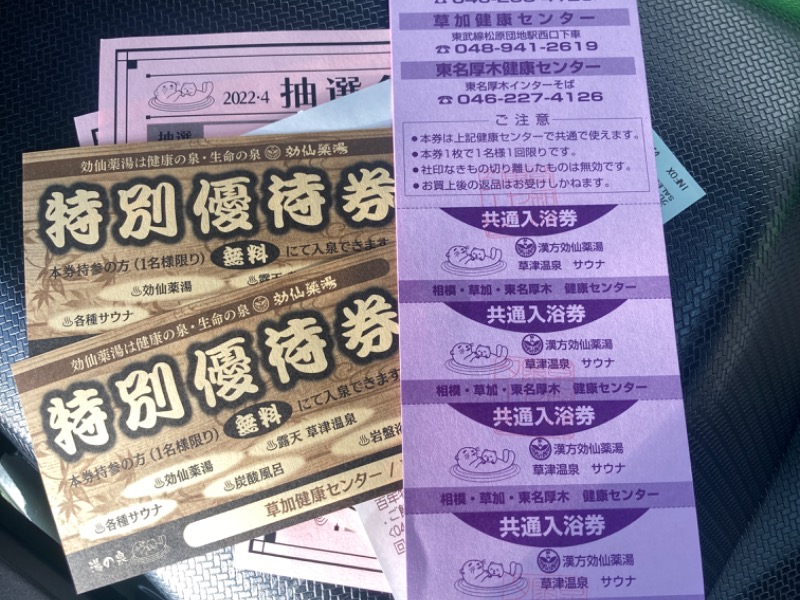 草加健康センター
東武線松原団地駅西口下車
☎048-941-2619
東名厚木健康センター
東名厚木インターそば
☎046-227-4126
ご注意
●本券は上記健康センターで共通で使えます。
●本券1枚で1名様1回限りです。
●社印なきもの切り離したものは無効です。
●お買上後の返品はお受けしかねます。
共通入浴券
漢方効仙薬湯
草津温泉 サウナ
相模・草加・東名厚木 健康センター
共通入浴券
漢方効仙薬湯
草津温泉 サウナ
相模・草加・東名厚木 健康センター
共通入浴券
漢方効仙薬湯
草津温泉 サウナ
相模・草加・東名厚木 健康センター
共通入浴券
漢方効仙薬湯
草津温泉 サウナ
2022・4 抽選
抽選
効仙薬湯は健康の泉・生命の泉 効仙薬湯
特別優待券
本券持参の方(1名様限り) 無料 にて入泉できます
♨効仙薬湯
♨露天
♨各種サウナ
効仙薬湯は健康の泉・生命の泉 効仙薬湯
特別優待券
本券持参の方(1名様限り) 無料 にて入泉できます
♨効仙薬湯
♨露天 草津温泉
♨岩盤浴
♨各種サウナ
♨炭酸風呂
草加健康センター /
湯の泉
INFOX